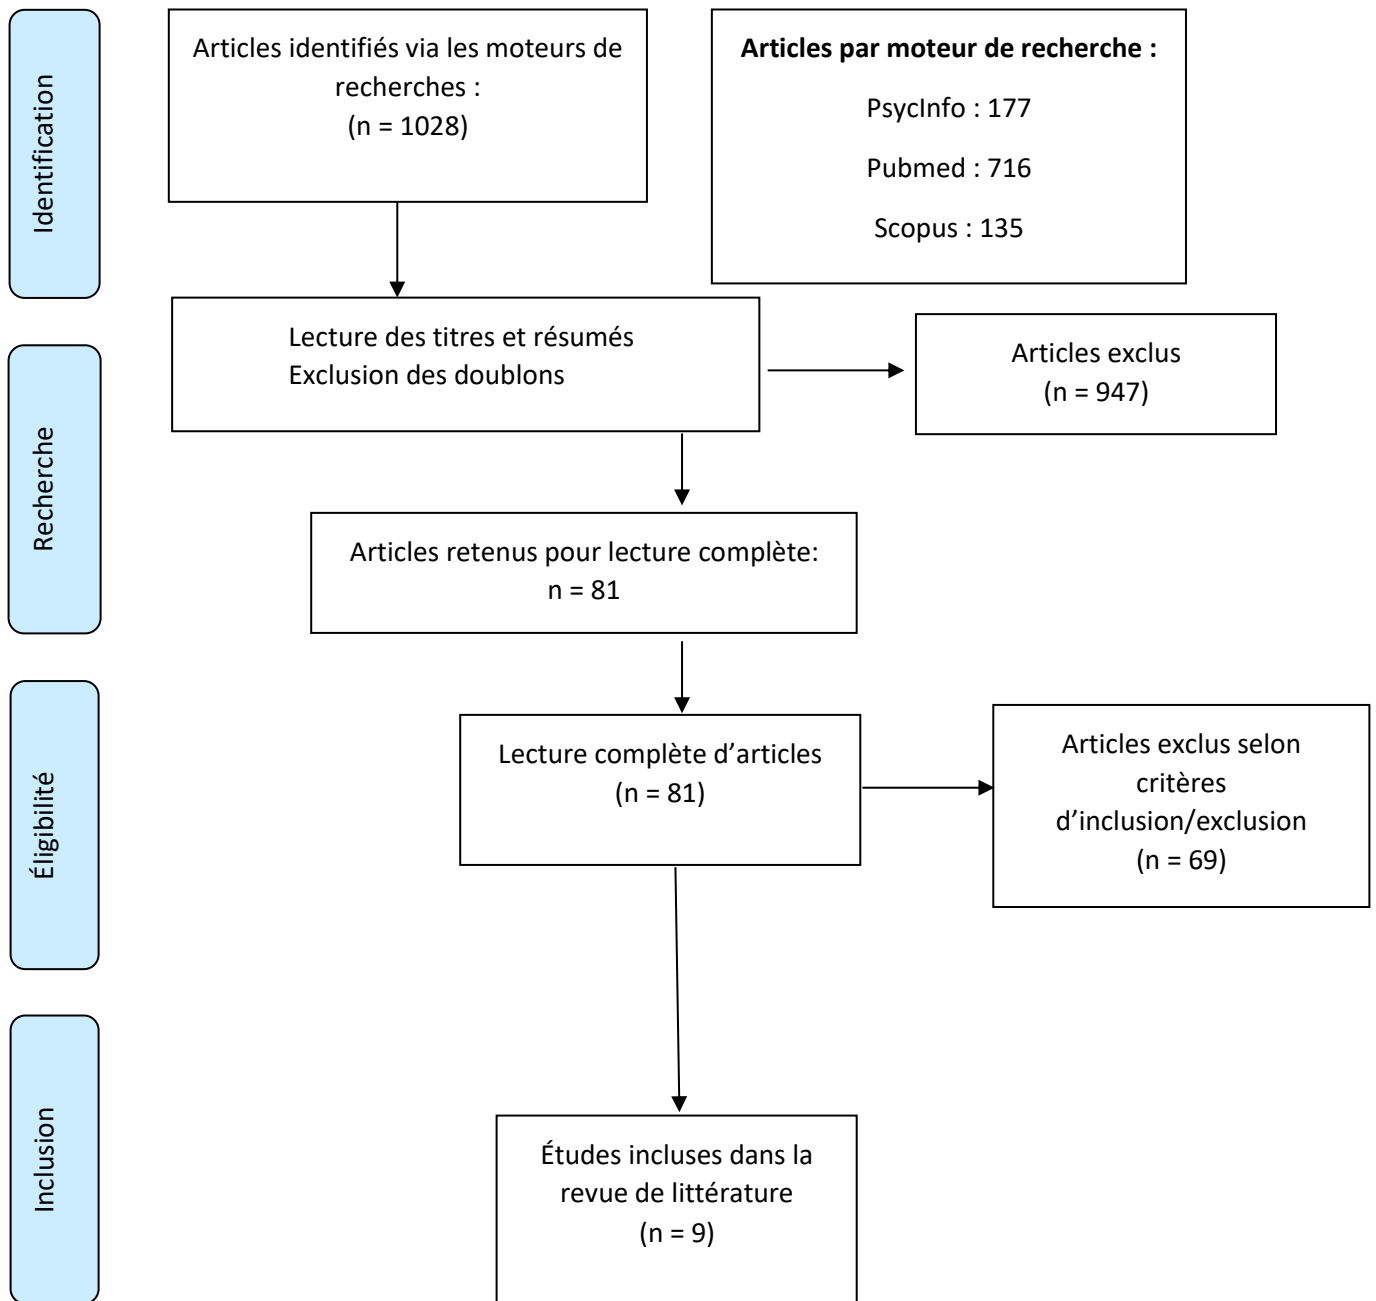 Identification
Articles identifiés via les moteurs de
recherches :
(n = 1028)
Articles par moteur de recherche :
PsycInfo : 177
Pubmed : 716
Scopus : 135
Recherche
Lecture des titres et résumés
Exclusion des doublons
Articles exclus
(n = 947)
Articles retenus pour lecture complète:
n = 81
Éligibilité
Lecture complète d’articles
(n = 81)
Articles exclus selon
critères
d’inclusion/exclusion
(n = 69)
Inclusion
Études incluses dans la
revue de littérature
(n = 9)